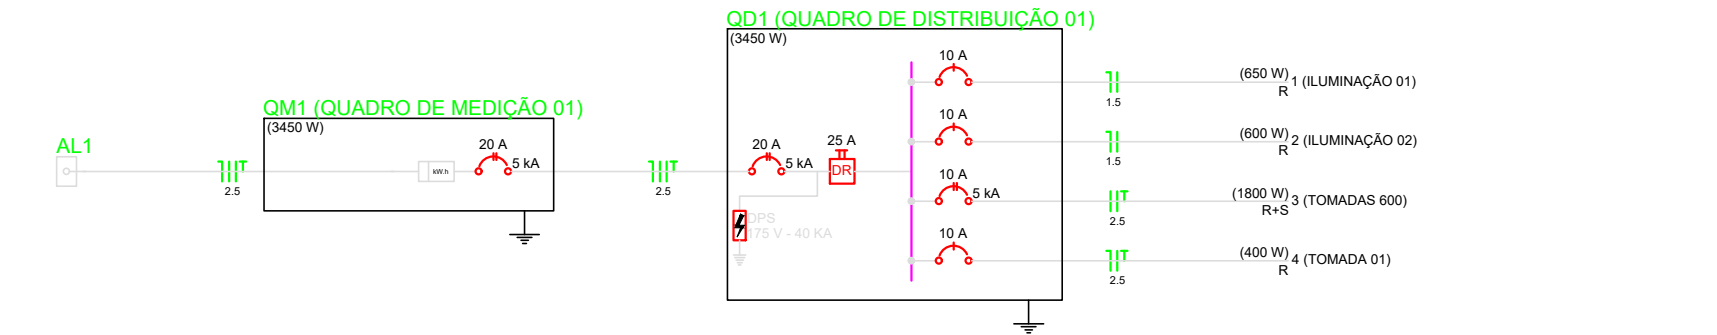 QD1 (QUADRO DE DISTRIBUIÇÃO 01)
(3450 W)
10 A
(650 W)
R
1 (ILUMINAÇÃO 01)
1.5
QM1 (QUADRO DE MEDIÇÃO 01)
(3450 W)
10 A
(600 W)
R
2 (ILUMINAÇÃO 02)
1.5
AL1
2.5
kW.h
20 A
5 kA
2.5
20 A
5 kA
25 A
DR
10 A
5 kA
(1800 W)
R+S
3 (TOMADAS 600)
2.5
DPS
175 V - 40 KA
10 A
(400 W)
R
4 (TOMADA 01)
2.5